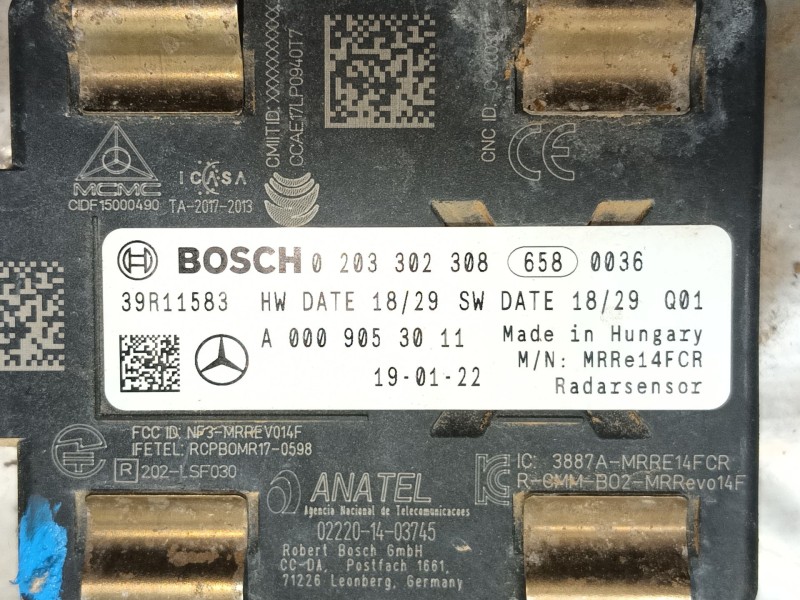 CMIIT ID: XXXXXXXXXX
CCAE17LP0940T7
CNC ID:
CE
MCMC
CIDF15000490
ICASA
TA-2017-2013
BOSCH 0 203 302 308 658 0036
39R11583 HW DATE 18/29 SW DATE 18/29 Q01
A 000 905 30 11 Made in Hungary
M/N: MRRe14FCR
19-01-22 Radarsensor
FCC ID: NF3-MRREVO14F
IFETEL: RCPBOMR17-0598
R 202-LSF030
ANATEL
Agência Nacional de Telecomunicações
02220-14-03745
Robert Bosch GmbH
CC-DA, Postfach 1661,
71226 Leonberg, Germany
IC: 3887A-MRRE14FCR
R-CMM-BO2-MRRevo14F